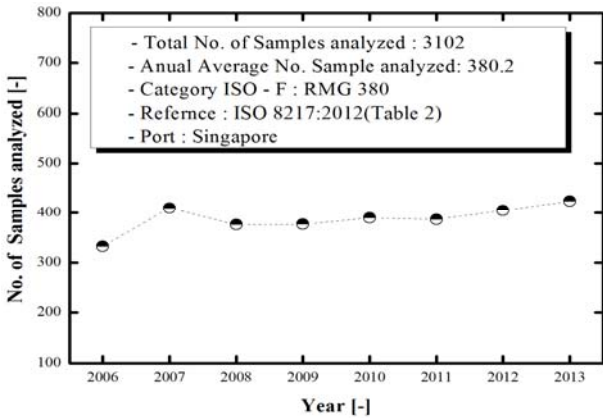 800
700
600
500
400
300
200
100
No. of Samples analyzed [-]
- Total No. of Samples analyzed : 3102
- Anual Average No. Sample analyzed: 380.2
- Category ISO - F : RMG 380
- Refernce : ISO 8217:2012(Table 2)
- Port : Singapore
2006 2007 2008 2009 2010 2011 2012 2013
Year [-]